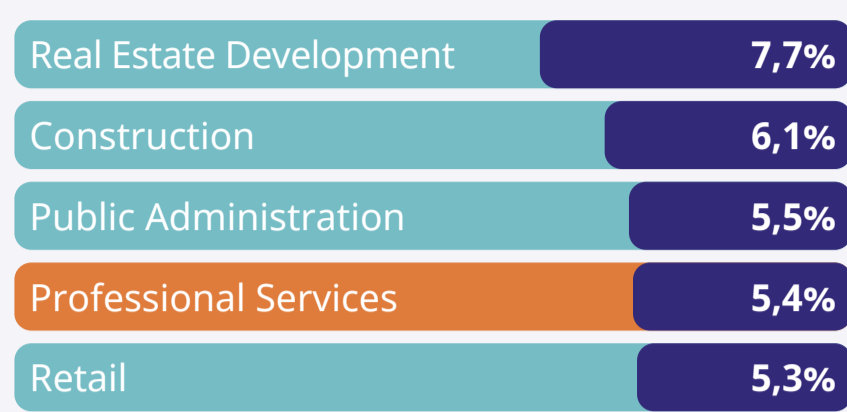 Real Estate Development 7,7%
Construction 6,1%
Public Administration 5,5%
Professional Services 5,4%
Retail 5,3%